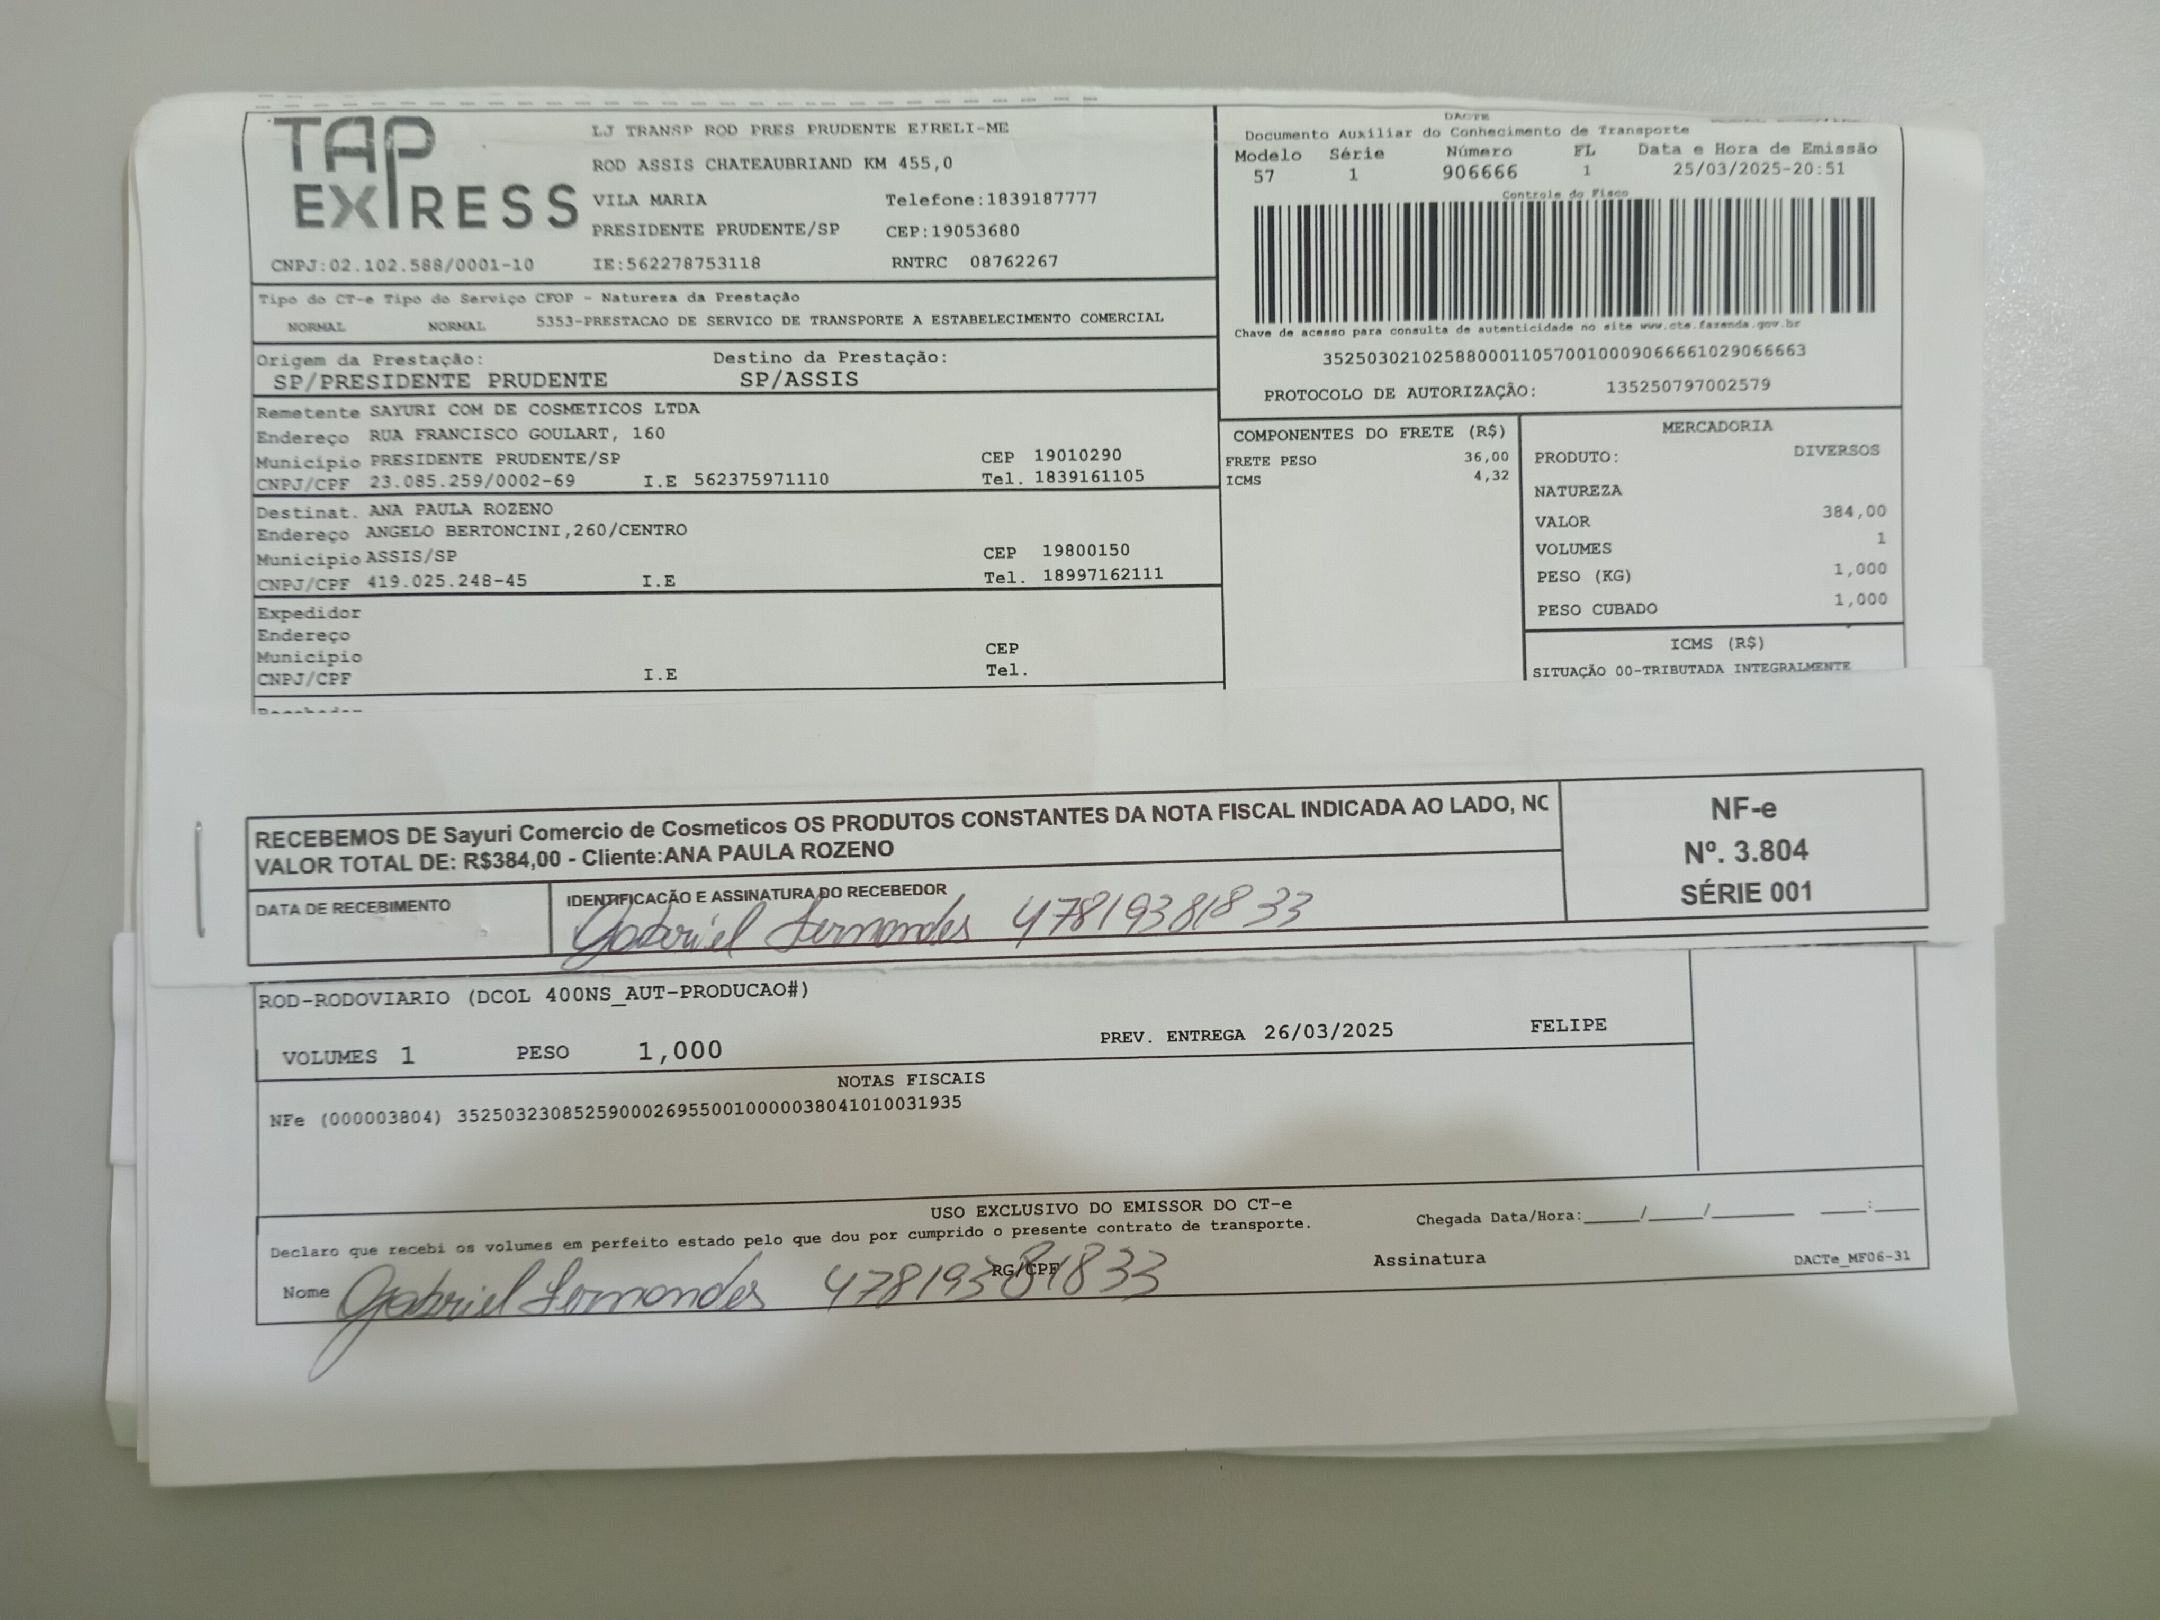 TAP EXPRESS
LJ TRANSP ROD PRES PRUDENTE EIRELI-ME
ROD ASSIS CHATEAUBRIAND KM 455,0
VILA MARIA Telefone:1839187777
PRESIDENTE PRUDENTE/SP CEP:19053680
CNPJ:02.102.588/0001-10 IE:562278753118 RNTRC 08762267
DACTE
Documento Auxiliar do Conhecimento de Transporte
Modelo Série Número FL Data e Hora de Emissão
57 1 906666 1 25/03/2025-20:51
Controle do Fisco
Chave de acesso para consulta de autenticidade no site www.cte.fazenda.gov.br
35250302102588000110570010009066661029066663
PROTOCOLO DE AUTORIZAÇÃO: 135250797002579
Tipo do CT-e Tipo do Serviço CFOP - Natureza da Prestação
NORMAL NORMAL 5353-PRESTACAO DE SERVICO DE TRANSPORTE A ESTABELECIMENTO COMERCIAL
Origem da Prestação: Destino da Prestação:
SP/PRESIDENTE PRUDENTE SP/ASSIS
Remetente SAYURI COM DE COSMETICOS LTDA
Endereço RUA FRANCISCO GOULART, 160
Municipio PRESIDENTE PRUDENTE/SP CEP 19010290
CNPJ/CPF 23.085.259/0002-69 I.E 562375971110 Tel. 1839161105
Destinat. ANA PAULA ROZENO
Endereço ANGELO BERTONCINI,260/CENTRO
Municipio ASSIS/SP CEP 19800150
CNPJ/CPF 419.025.248-45 I.E Tel. 18997162111
Expedidor
Endereço
Municipio CEP
CNPJ/CPF I.E Tel.
COMPONENTES DO FRETE (R$)
FRETE PESO 36,00
ICMS 4,32
MERCADORIA
PRODUTO: DIVERSOS
NATUREZA
VALOR 384,00
VOLUMES 1
PESO (KG) 1,000
PESO CUBADO 1,000
ICMS (R$)
SITUAÇÃO 00-TRIBUTADA INTEGRALMENTE
RECEBEMOS DE Sayuri Comercio de Cosmeticos OS PRODUTOS CONSTANTES DA NOTA FISCAL INDICADA AO LADO, NO
VALOR TOTAL DE: R$384,00 - Cliente:ANA PAULA ROZENO
DATA DE RECEBIMENTO IDENTIFICAÇÃO E ASSINATURA DO RECEBEDOR
Gabriel Fernandes 47819381833
NF-e
Nº. 3.804
SÉRIE 001
ROD-RODOVIARIO (DCOL 400NS_AUT-PRODUCAO#)
VOLUMES 1 PESO 1,000 PREV. ENTREGA 26/03/2025 FELIPE
NOTAS FISCAIS
NFe (000003804) 35250323085259000269550010000038041010031935
USO EXCLUSIVO DO EMISSOR DO CT-e
Declaro que recebi os volumes em perfeito estado pelo que dou por cumprido o presente contrato de transporte. Chegada Data/Hora:_____/_____/________ ____:____
Nome Gabriel Fernandes RG/CPF 47819381833 Assinatura DACTe_MF06-31